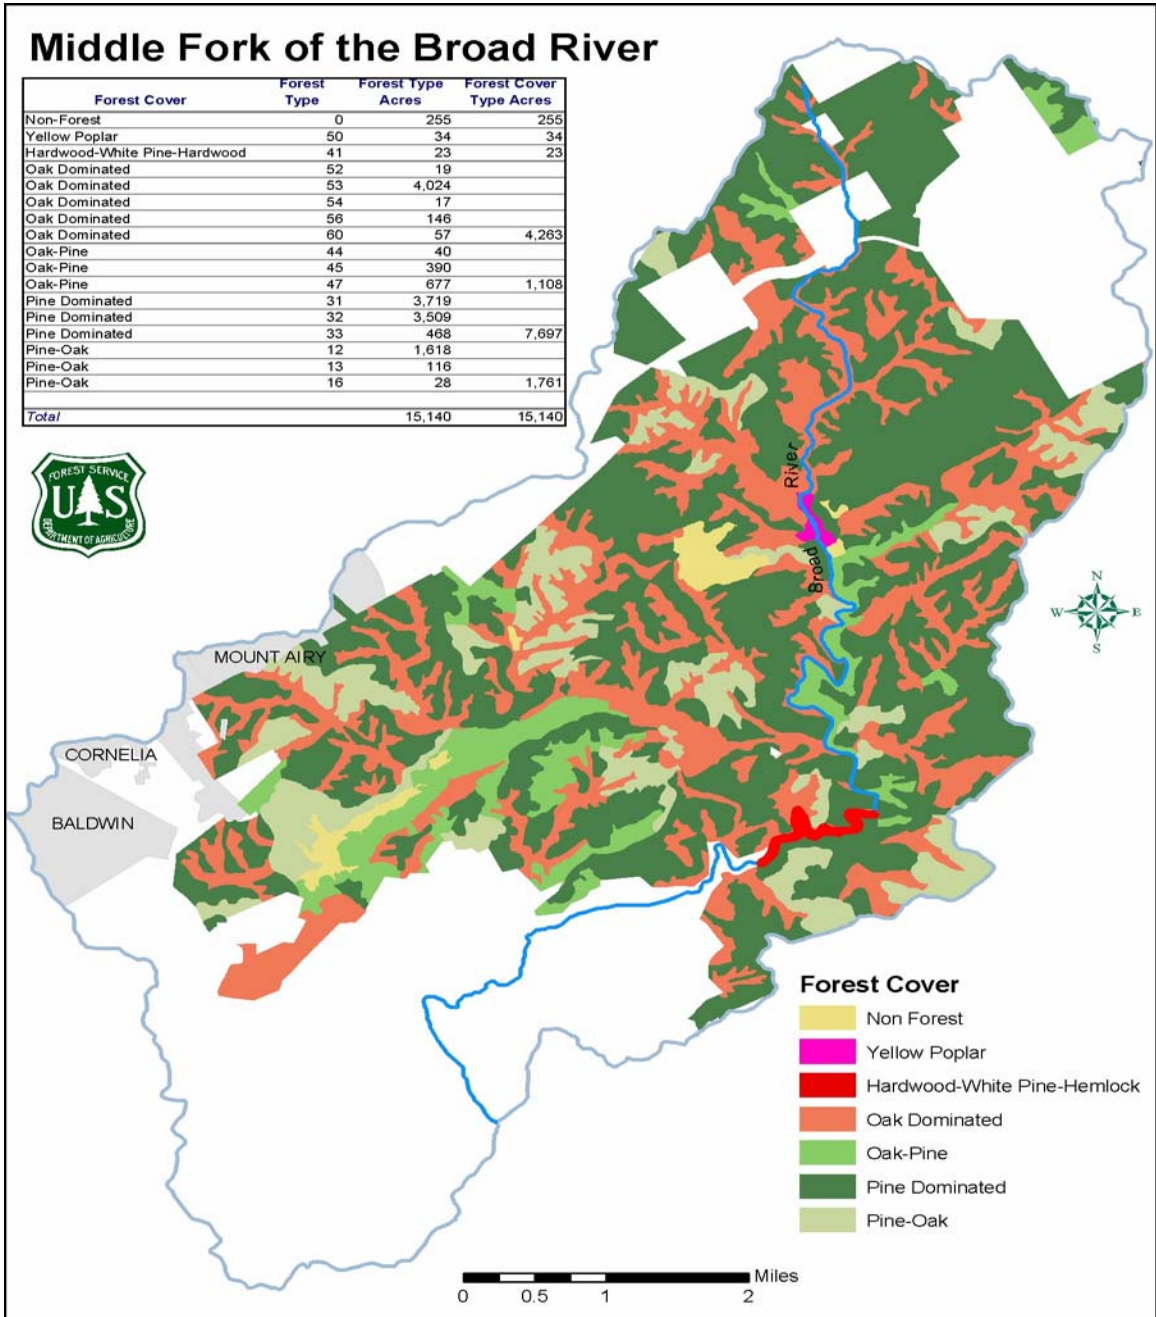 Middle Fork of the Broad River
Forest Cover Forest Type Forest Type Acres Forest Cover Type Acres
Non-Forest 0 255 255
Yellow Poplar 50 34 34
Hardwood-White Pine-Hardwood 41 23 23
Oak Dominated 52 19
Oak Dominated 53 4,024
Oak Dominated 54 17
Oak Dominated 56 146
Oak Dominated 60 57 4,263
Oak-Pine 44 40
Oak-Pine 45 390
Oak-Pine 47 677 1,108
Pine Dominated 31 3,719
Pine Dominated 32 3,509
Pine Dominated 33 468 7,697
Pine-Oak 12 1,618
Pine-Oak 13 116
Pine-Oak 16 28 1,761
Total 15,140 15,140
FOREST SERVICE
U S
DEPARTMENT OF AGRICULTURE
Broad River
N
W E
S
MOUNT AIRY
CORNELIA
BALDWIN
Forest Cover
Non Forest
Yellow Poplar
Hardwood-White Pine-Hemlock
Oak Dominated
Oak-Pine
Pine Dominated
Pine-Oak
Miles
0 0.5 1 2